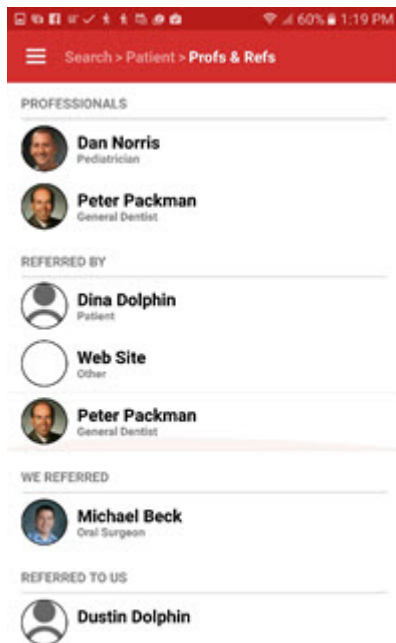 60% 1:19 PM
Search > Patient > Profs & Refs
PROFESSIONALS
Dan Norris
Pediatrician
Peter Packman
General Dentist
REFERRED BY
Dina Dolphin
Patient
Web Site
Other
Peter Packman
General Dentist
WE REFERRED
Michael Beck
Oral Surgeon
REFERRED TO US
Dustin Dolphin